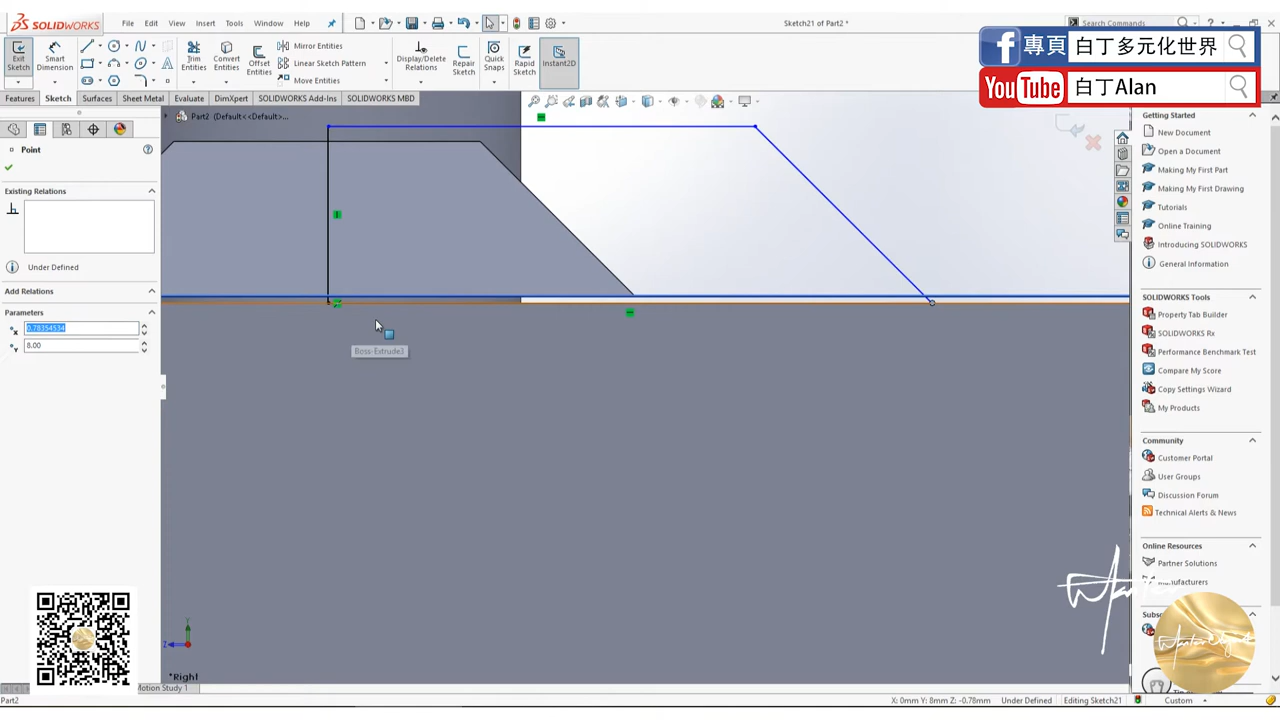 SOLIDWORKS
File Edit View Insert Tools Window Help
Sketch21 of Part2 *
Search Commands
專頁 白丁多元化世界
YouTube 白丁Alan
Exit Sketch
Smart Dimension
Trim Entities
Convert Entities
Offset Entities
Mirror Entities
Linear Sketch Pattern
Move Entities
Display/Delete Relations
Repair Sketch
Quick Snaps
Rapid Sketch
Instant2D
Features Sketch Surfaces Sheet Metal Evaluate DimXpert SOLIDWORKS Add-Ins SOLIDWORKS MBD
Part2 (Default<<Default>...
Point
Existing Relations
Under Defined
Add Relations
Parameters
0.78354534
8.00
Boss-Extrude3
Getting Started
New Document
Open a Document
Making My First Part
Making My First Drawing
Tutorials
Online Training
Introducing SOLIDWORKS
General Information
SOLIDWORKS Tools
Property Tab Builder
SOLIDWORKS Rx
Performance Benchmark Test
Compare My Score
Copy Settings Wizard
My Products
Community
Customer Portal
User Groups
Discussion Forum
Technical Alerts & News
Online Resources
Partner Solutions
Y
Z
*Right
Motion Study 1
Part2
X: 0mm Y: 8mm Z: -0.78mm Under Defined Editing Sketch21 Custom